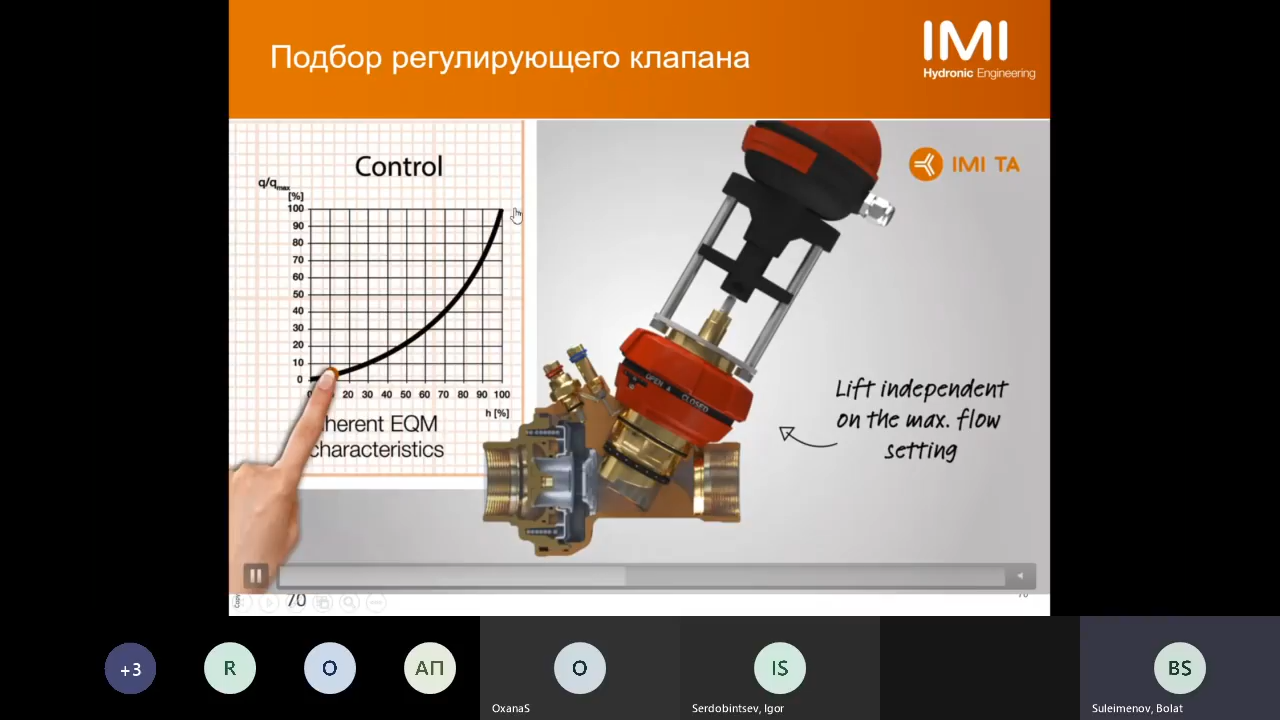 Подбор регулирующего клапана
IMI
Hydronic Engineering
Control
q/qmax
[%]
100
90
80
70
60
50
40
30
20
10
0
20 30 40 50 60 70 80 90 100
h [%]
herent EQM
characteristics
IMI TA
OPEN CLOSED
Lift independent
on the max. flow
setting
70
70
+3
R
O
АП
O
IS
BS
OxanaS
Serdobintsev, Igor
Suleimenov, Bolat